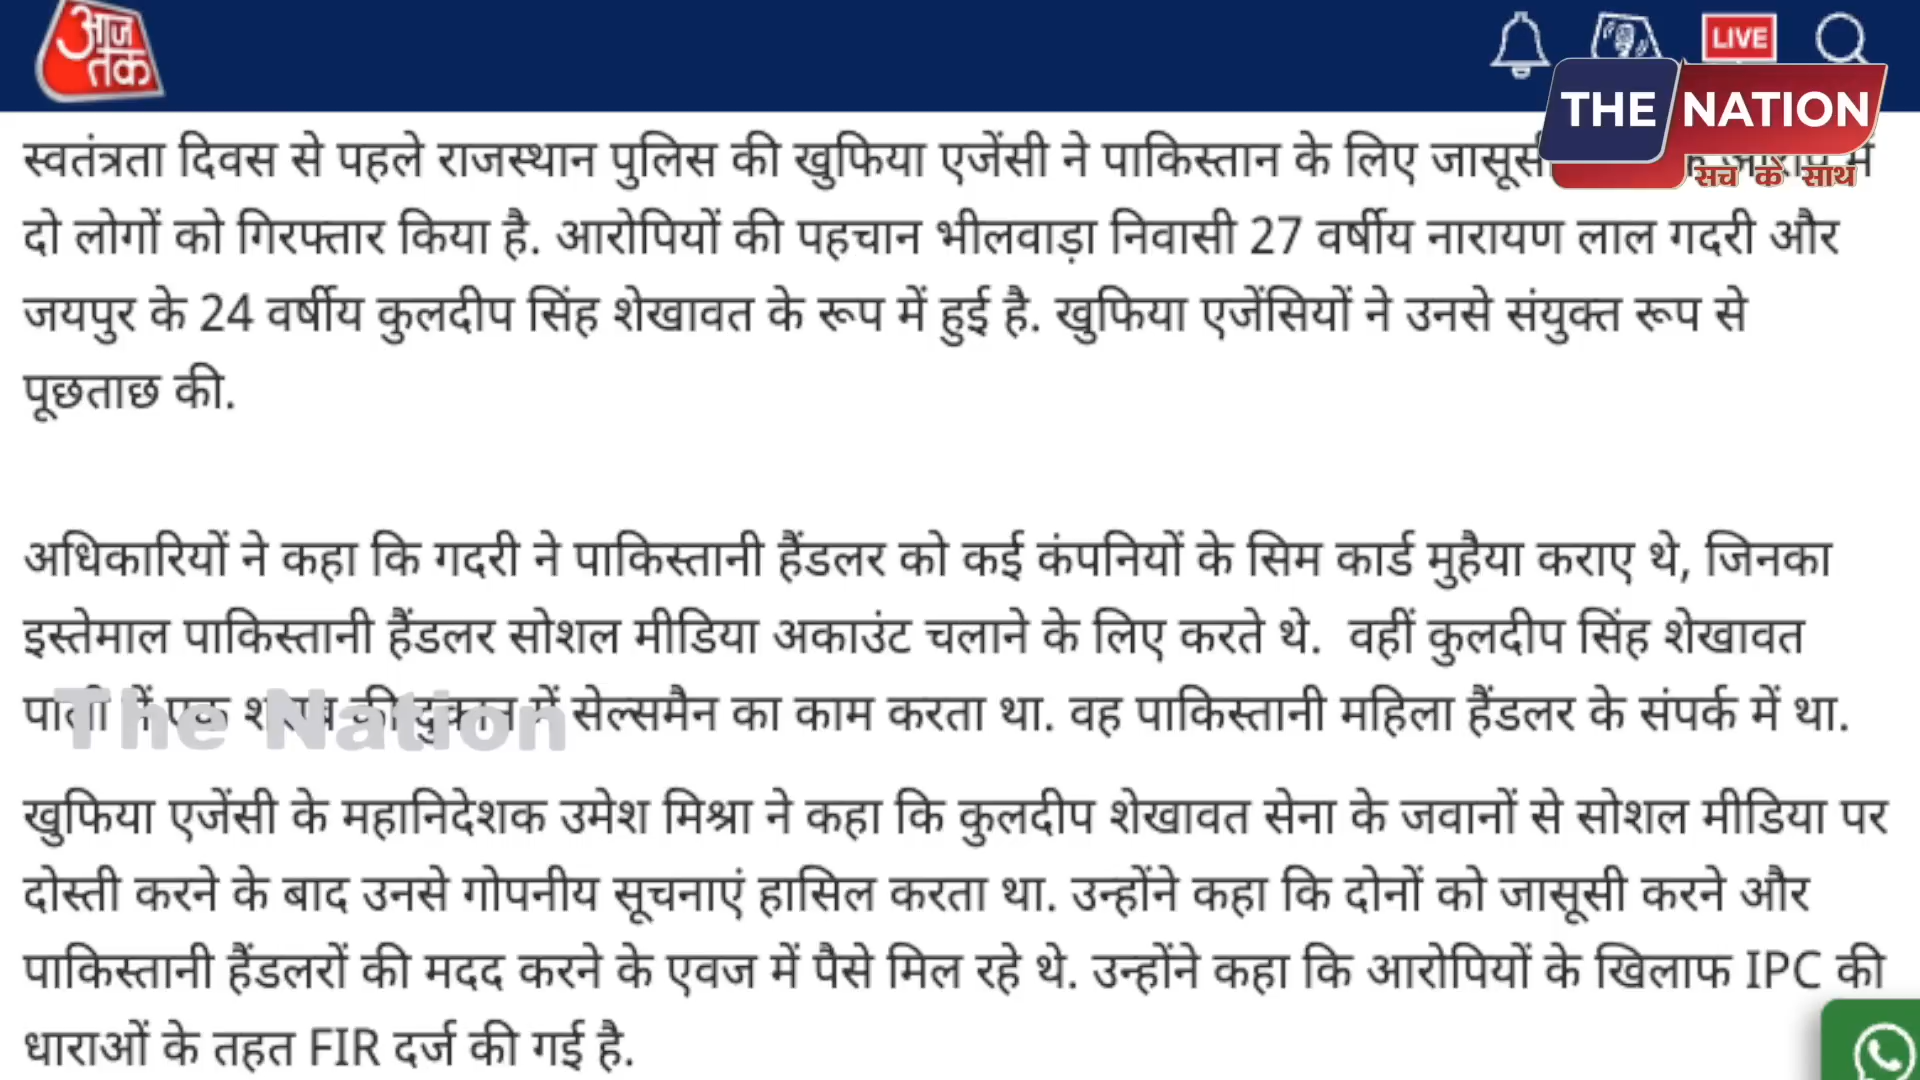 आज तक
LIVE
THE NATION
सच के साथ
स्वतंत्रता दिवस से पहले राजस्थान पुलिस की खुफिया एजेंसी ने पाकिस्तान के लिए में
दो लोगों को गिरफ्तार किया है. आरोपियों की पहचान भीलवाड़ा निवासी 27 वर्षीय नारायण लाल गदरी और
जयपुर के 24 वर्षीय कुलदीप सिंह शेखावत के रूप में हुई है. खुफिया एजेंसियों ने उनसे संयुक्त रूप से
पूछताछ की.
अधिकारियों ने कहा कि गदरी ने पाकिस्तानी हैंडलर को कई कंपनियों के सिम कार्ड मुहैया कराए थे, जिनका
इस्तेमाल पाकिस्तानी हैंडलर सोशल मीडिया अकाउंट चलाने के लिए करते थे. वहीं कुलदीप सिंह शेखावत
पाली में एक शराब की दुकान में सेल्समैन का काम करता था. वह पाकिस्तानी महिला हैंडलर के संपर्क में था.
The Nation
खुफिया एजेंसी के महानिदेशक उमेश मिश्रा ने कहा कि कुलदीप शेखावत सेना के जवानों से सोशल मीडिया पर
दोस्ती करने के बाद उनसे गोपनीय सूचनाएं हासिल करता था. उन्होंने कहा कि दोनों को जासूसी करने और
पाकिस्तानी हैंडलरों की मदद करने के एवज में पैसे मिल रहे थे. उन्होंने कहा कि आरोपियों के खिलाफ IPC की
धाराओं के तहत FIR दर्ज की गई है.